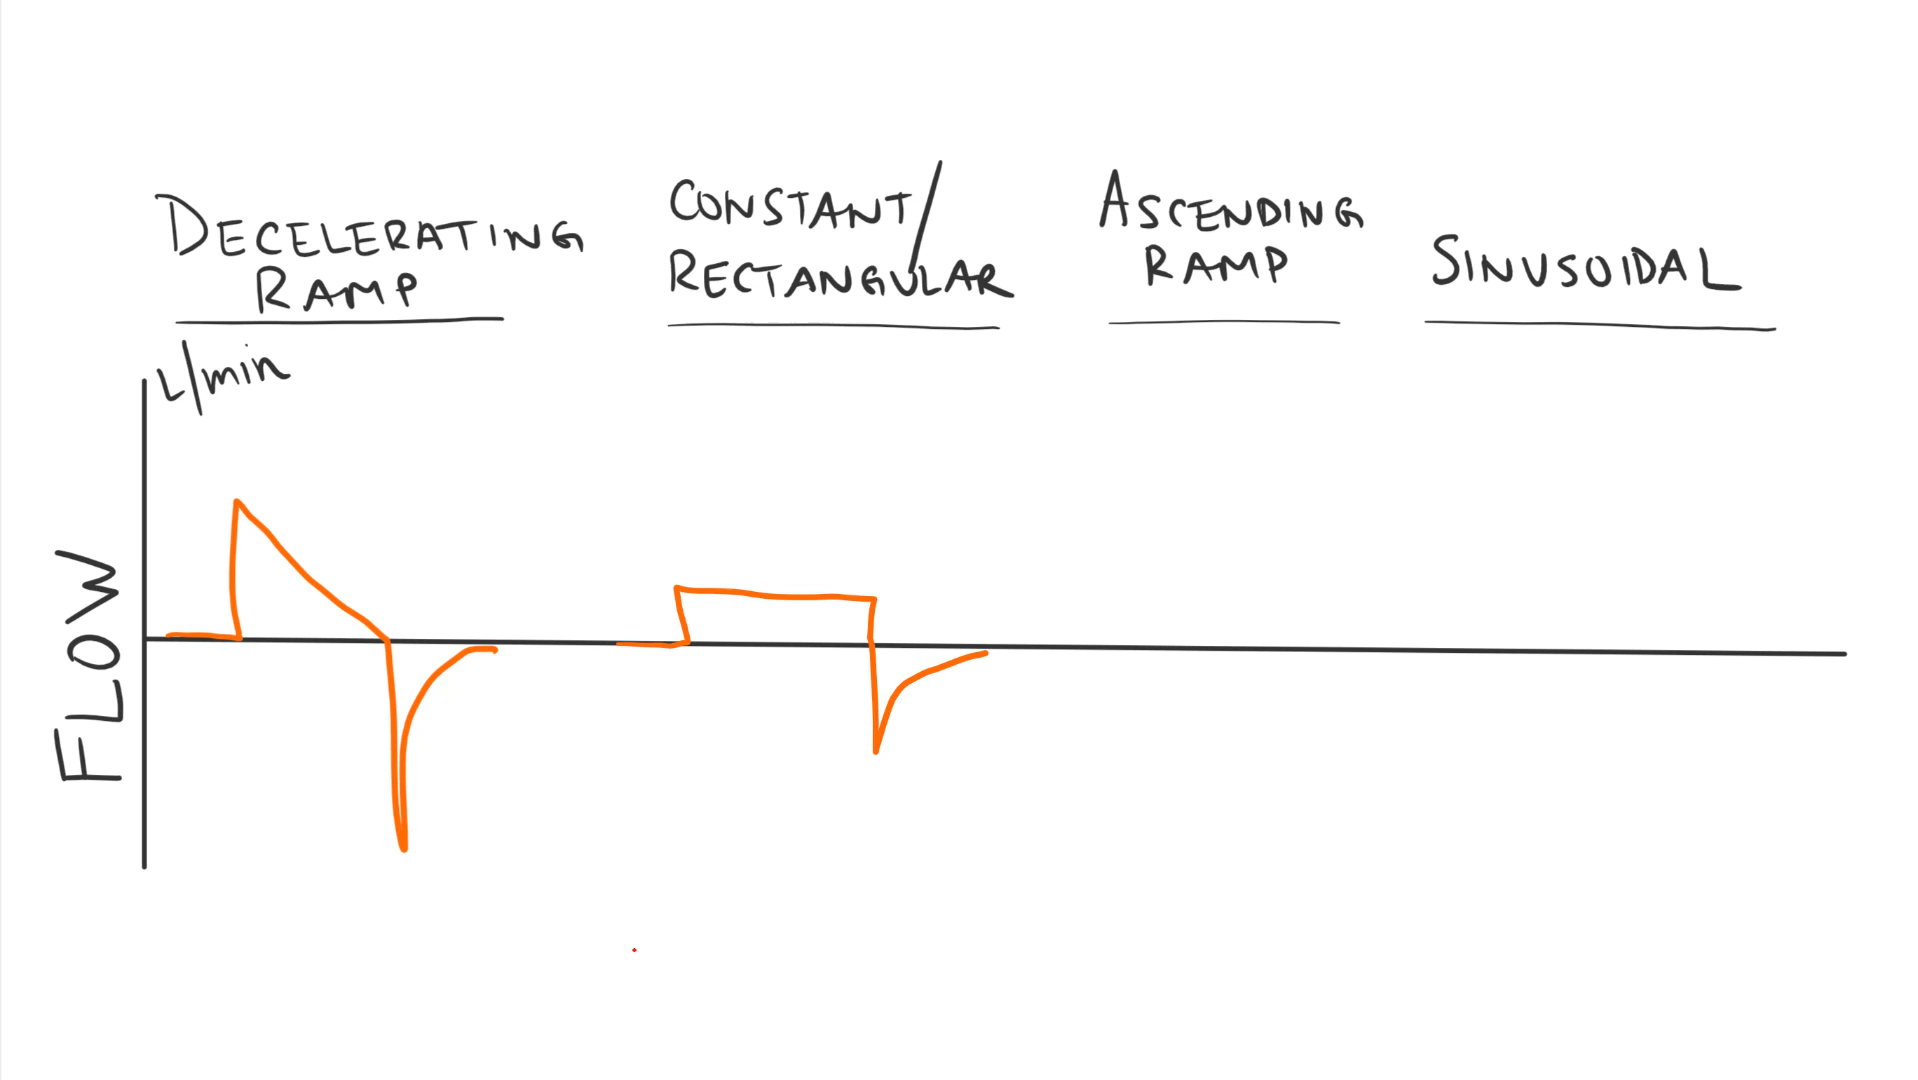 DECELERATING
RAMP
CONSTANT/
RECTANGULAR
ASCENDING
RAMP
SINUSOIDAL
L/min
FLOW